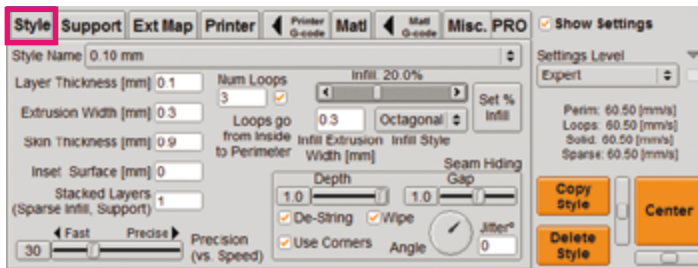 Style Support Ext Map Printer Printer G-code Matl Matl G-code Misc. PRO Show Settings
Style Name 0.10 mm
Settings Level
Expert
Layer Thickness [mm] 0.1
Num Loops
3
Infill: 20.0%
Set % Infill
Extrusion Width [mm] 0.3
Loops go from Inside to Perimeter
0.3
Infill Extrusion Width [mm]
Octagonal
Infill Style
Skin Thickness [mm] 0.9
Inset Surface [mm] 0
Stacked Layers
(Sparse Infill, Support) 1
Fast Precise
30
Precision
(vs. Speed)
Seam Hiding
Depth Gap
1.0 1.0
De-String Wipe
Use Corners Angle
Jitter°
0
Perim: 60.50 [mm/s]
Loops: 60.50 [mm/s]
Solid: 60.50 [mm/s]
Sparse: 60.50 [mm/s]
Copy
Style
Delete
Style
Center